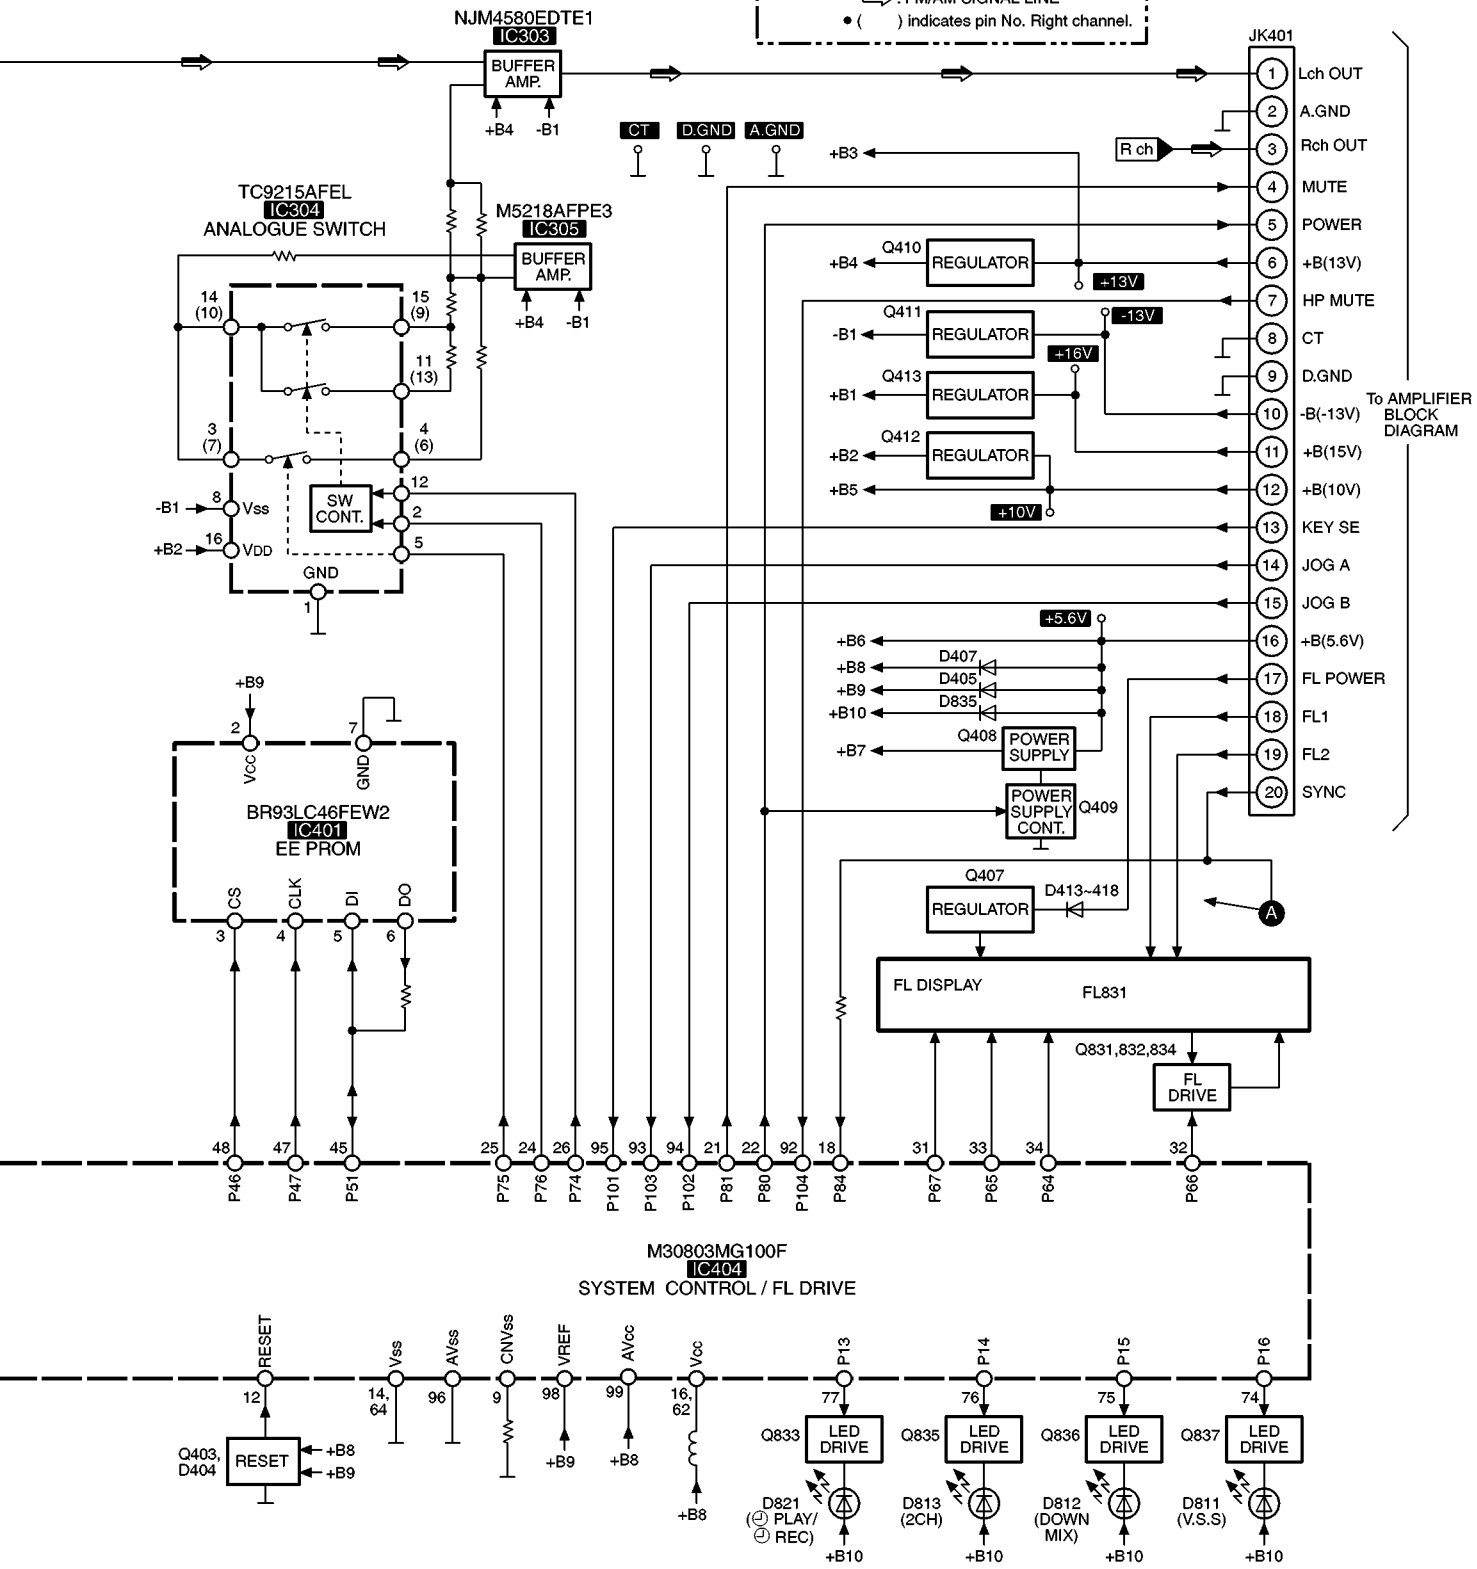 : FM/AM SIGNAL LINE
● ( ) indicates pin No. Right channel.
NJM4580EDTE1
IC303
BUFFER
AMP.
+B4
-B1
JK401
1 Lch OUT
2 A.GND
3 Rch OUT
4 MUTE
5 POWER
6 +B(13V)
7 HP MUTE
8 CT
9 D.GND
10 -B(-13V)
11 +B(15V)
12 +B(10V)
13 KEY SE
14 JOG A
15 JOG B
16 +B(5.6V)
17 FL POWER
18 FL1
19 FL2
20 SYNC
To AMPLIFIER
BLOCK
DIAGRAM
CT
D.GND
A.GND
R ch
+B3
Q410
+B4
REGULATOR
+13V
Q411
-B1
REGULATOR
-13V
Q413
+B1
REGULATOR
+16V
Q412
+B2
REGULATOR
+B5
+10V
+5.6V
+B6
+B8
D407
+B9
D405
+B10
D835
+B7
Q408
POWER
SUPPLY
POWER
SUPPLY
CONT.
Q409
TC9215AFEL
IC304
ANALOGUE SWITCH
M5218AFPE3
IC305
BUFFER
AMP.
+B4
-B1
14
(10)
15
(9)
11
(13)
3
(7)
4
(6)
-B1
8
Vss
+B2
16
VDD
SW
CONT.
12
2
5
GND
1
+B9
2
VCC
7
GND
BR93LC46FEW2
IC401
EE PROM
CS
CLK
DI
DO
3
4
5
6
Q407
REGULATOR
D413~418
A
FL DISPLAY
FL831
Q831,832,834
FL
DRIVE
48
47
45
25
24
26
95
93
94
21
22
92
18
31
33
34
32
P46
P47
P51
P75
P76
P74
P101
P103
P102
P81
P80
P104
P84
P67
P65
P64
P66
M30803MG100F
IC404
SYSTEM CONTROL / FL DRIVE
RESET
Vss
AVss
CNVss
VREF
AVcc
Vcc
P13
P14
P15
P16
12
14,
64
96
9
98
99
16,
62
77
76
75
74
Q403,
D404
RESET
+B8
+B9
+B9
+B8
+B8
Q833
LED
DRIVE
Q835
LED
DRIVE
Q836
LED
DRIVE
Q837
LED
DRIVE
D821
( PLAY/
REC)
D813
(2CH)
D812
(DOWN
MIX)
D811
(V.S.S)
+B10
+B10
+B10
+B10